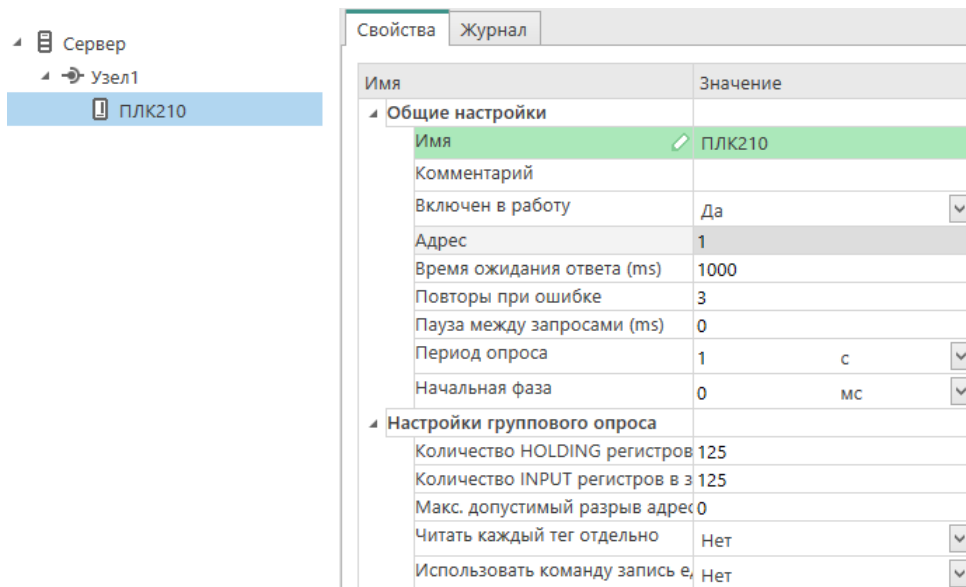 Сервер
Узел1
ПЛК210
Свойства Журнал
Имя Значение
Общие настройки
Имя ПЛК210
Комментарий
Включен в работу Да
Адрес 1
Время ожидания ответа (ms) 1000
Повторы при ошибке 3
Пауза между запросами (ms) 0
Период опроса 1 с
Начальная фаза 0 мс
Настройки группового опроса
Количество HOLDING регистров 125
Количество INPUT регистров в з 125
Макс. допустимый разрыв адрес 0
Читать каждый тег отдельно Нет
Использовать команду запись е Нет